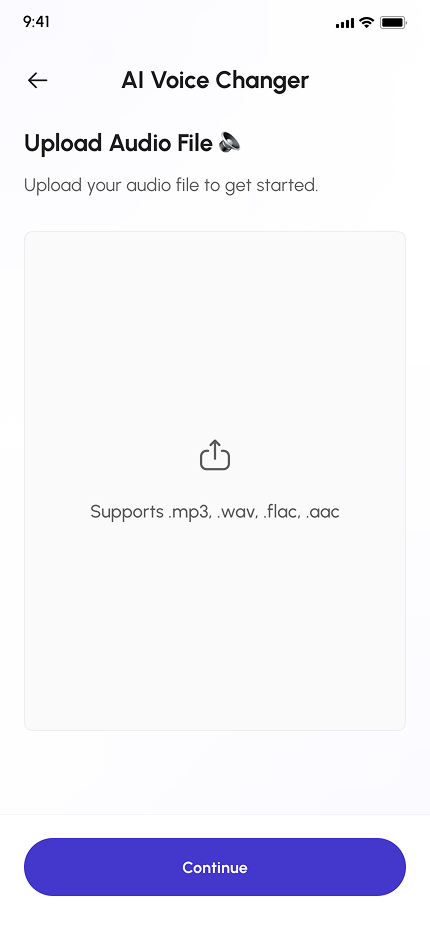 9:41
AI Voice Changer
Upload Audio File 🔈
Upload your audio file to get started.
Supports .mp3, .wav, .flac, .aac
Continue